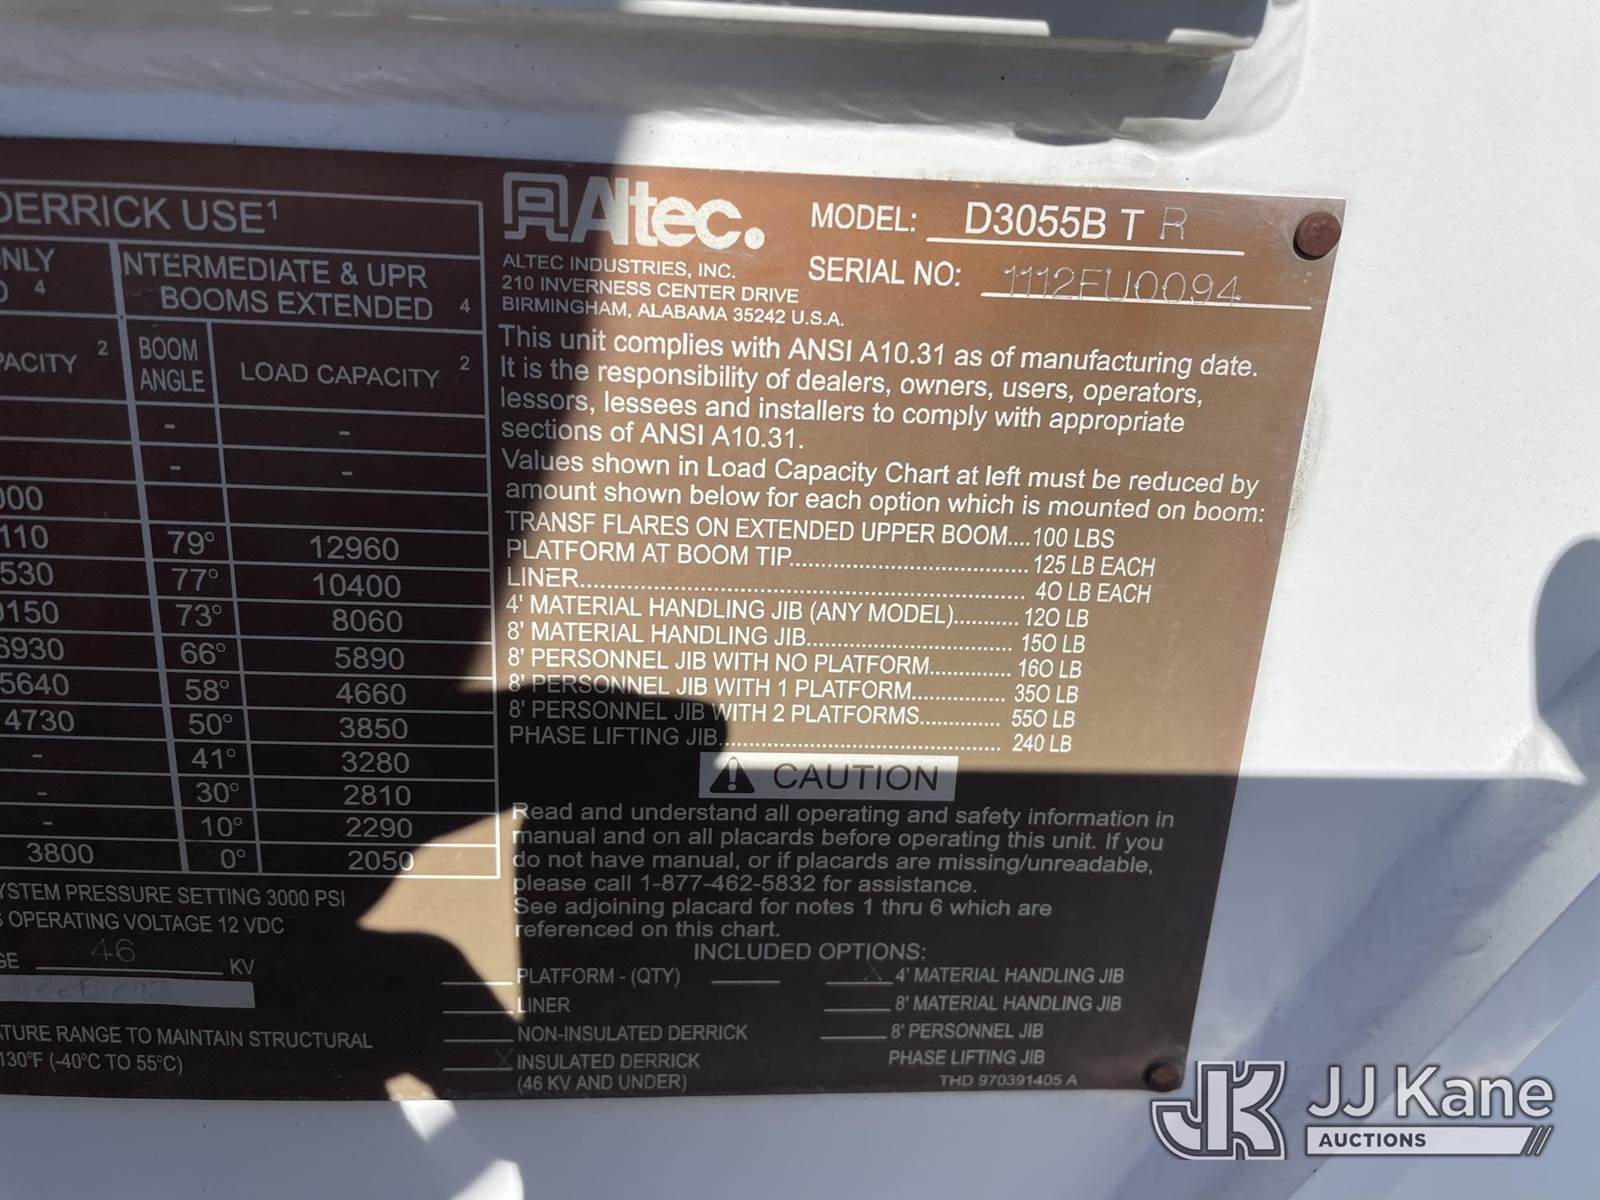 DERRICK USE1
NTERMEDIATE & UPR
BOOMS EXTENDED 4
4
ACITY 2
BOOM
ANGLE
LOAD CAPACITY 2
- -
- -
000
110 79° 12960
530 77° 10400
150 73° 8060
6930 66° 5890
5640 58° 4660
4730 50° 3850
- 41° 3280
- 30° 2810
- 10° 2290
3800 0° 2050
YSTEM PRESSURE SETTING 3000 PSI
OPERATING VOLTAGE 12 VDC
46 KV
TURE RANGE TO MAINTAIN STRUCTURAL
130°F (-40°C TO 55°C)
Altec.
ALTEC INDUSTRIES, INC.
210 INVERNESS CENTER DRIVE
BIRMINGHAM, ALABAMA 35242 U.S.A.
MODEL: D3055B T R
SERIAL NO: 1112FU0094
This unit complies with ANSI A10.31 as of manufacturing date.
It is the responsibility of dealers, owners, users, operators,
lessors, lessees and installers to comply with appropriate
sections of ANSI A10.31.
Values shown in Load Capacity Chart at left must be reduced by
amount shown below for each option which is mounted on boom:
TRANSF FLARES ON EXTENDED UPPER BOOM....100 LBS
PLATFORM AT BOOM TIP....125 LB EACH
LINER....40 LB EACH
4' MATERIAL HANDLING JIB (ANY MODEL)....120 LB
8' MATERIAL HANDLING JIB....150 LB
8' PERSONNEL JIB WITH NO PLATFORM....160 LB
8' PERSONNEL JIB WITH 1 PLATFORM....350 LB
8' PERSONNEL JIB WITH 2 PLATFORMS....550 LB
PHASE LIFTING JIB....240 LB
CAUTION
Read and understand all operating and safety information in
manual and on all placards before operating this unit. If you
do not have manual, or if placards are missing/unreadable,
please call 1-877-462-5832 for assistance.
See adjoining placard for notes 1 thru 6 which are
referenced on this chart.
INCLUDED OPTIONS:
PLATFORM - (QTY) X 4' MATERIAL HANDLING JIB
LINER 8' MATERIAL HANDLING JIB
NON-INSULATED DERRICK 8' PERSONNEL JIB
X INSULATED DERRICK PHASE LIFTING JIB
(46 KV AND UNDER) THD 970391405 A
JK JJ Kane
AUCTIONS